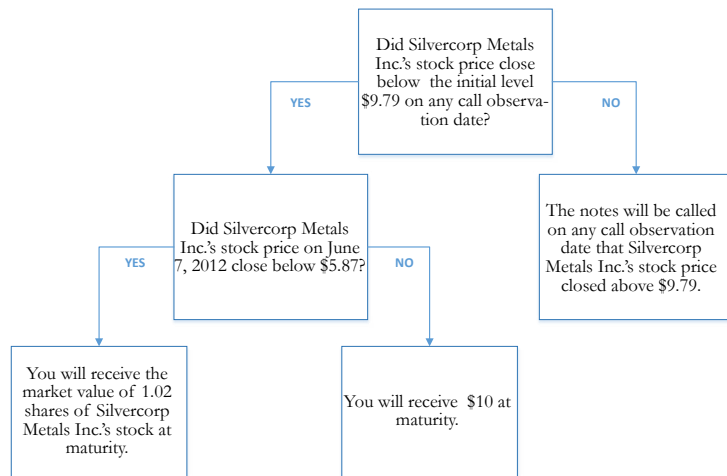 Did Silvercorp Metals
Inc.'s stock price close
below the initial level
$9.79 on any call observa-
tion date?
YES
NO
Did Silvercorp Metals
Inc.'s stock price on June
7, 2012 close below $5.87?
The notes will be called
on any call observation
date that Silvercorp
Metals Inc.'s stock price
closed above $9.79.
YES
NO
You will receive the
market value of 1.02
shares of Silvercorp
Metals Inc.'s stock at
maturity.
You will receive $10 at
maturity.